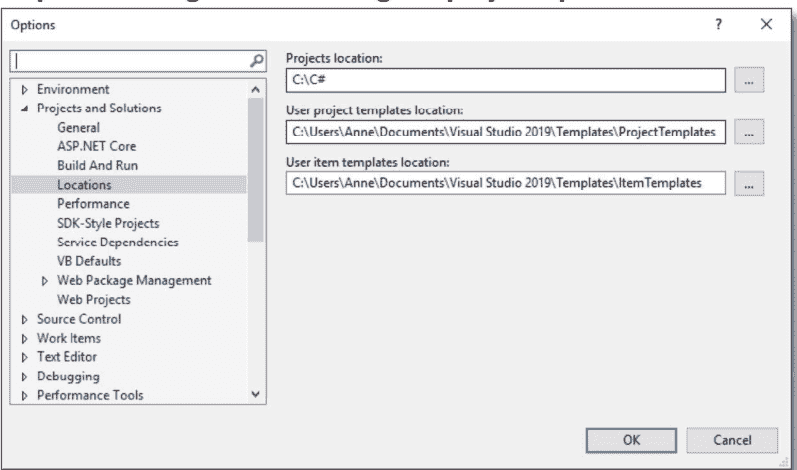 Options
?
Projects location:
C:\C#
...
User project templates location:
C:\Users\Anne\Documents\Visual Studio 2019\Templates\ProjectTemplates
...
User item templates location:
C:\Users\Anne\Documents\Visual Studio 2019\Templates\ItemTemplates
...
Environment
Projects and Solutions
General
ASP.NET Core
Build And Run
Locations
Performance
SDK-Style Projects
Service Dependencies
VB Defaults
Web Package Management
Web Projects
Source Control
Work Items
Text Editor
Debugging
Performance Tools
OK
Cancel